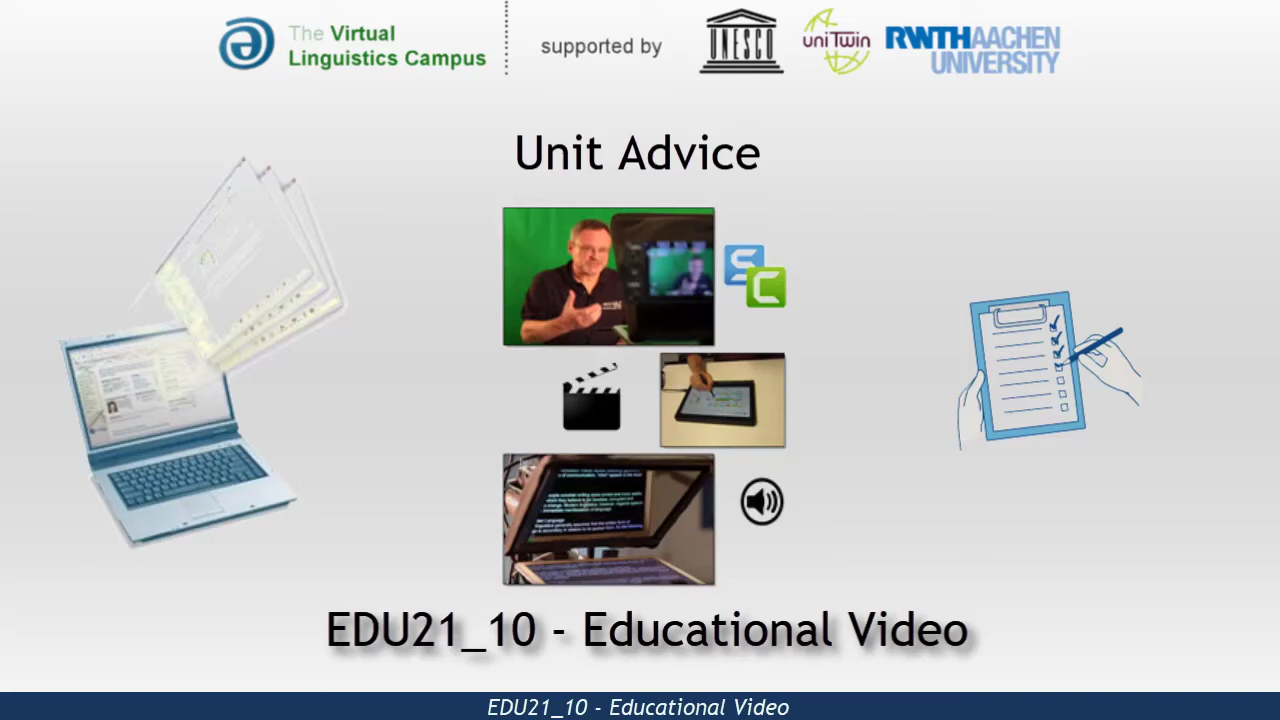 The Virtual
Linguistics Campus
supported by
UNESCO
uniTwin
RWTHAACHEN
UNIVERSITY
Unit Advice
S
C
EDU21_10 - Educational Video
EDU21_10 - Educational Video